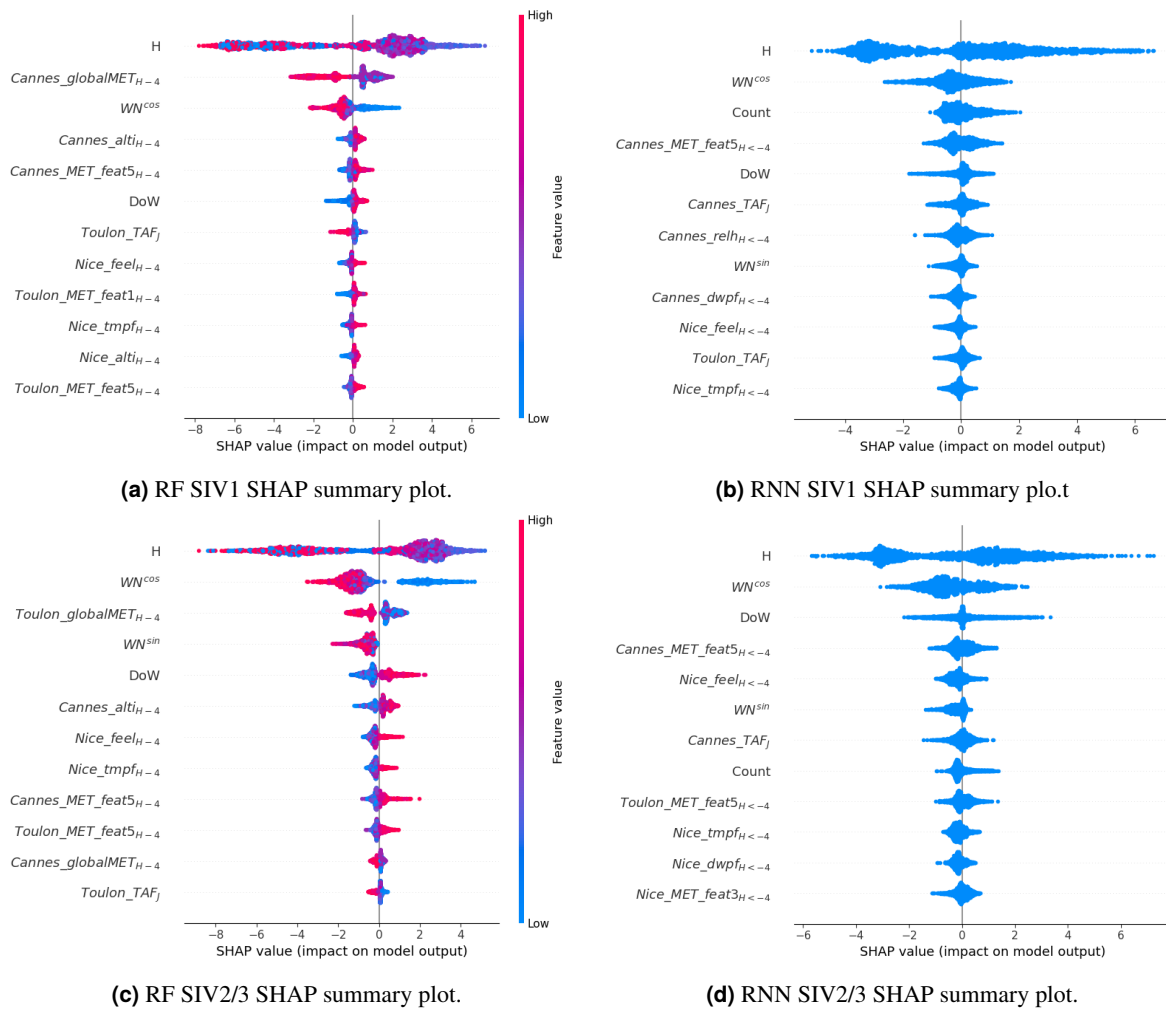 High
H
Cannes_globalMET_{H−4}
WN^{cos}
Cannes_alti_{H−4}
Cannes_MET_feat5_{H−4}
DoW
Toulon_TAF_J
Nice_feel_{H−4}
Toulon_MET_feat1_{H−4}
Nice_tmpf_{H−4}
Nice_alti_{H−4}
Toulon_MET_feat5_{H−4}
Feature value
Low
−8 −6 −4 −2 0 2 4 6
SHAP value (impact on model output)
(a) RF SIV1 SHAP summary plot.
H
WN^{cos}
Count
Cannes_MET_feat5_{H<−4}
DoW
Cannes_TAF_J
Cannes_relh_{H<−4}
WN^{sin}
Cannes_dwpf_{H<−4}
Nice_feel_{H<−4}
Toulon_TAF_J
Nice_tmpf_{H<−4}
−4 −2 0 2 4 6
SHAP value (impact on model output)
(b) RNN SIV1 SHAP summary plo.t
High
H
WN^{cos}
Toulon_globalMET_{H−4}
WN^{sin}
DoW
Cannes_alti_{H−4}
Nice_feel_{H−4}
Nice_tmpf_{H−4}
Cannes_MET_feat5_{H−4}
Toulon_MET_feat5_{H−4}
Cannes_globalMET_{H−4}
Toulon_TAF_J
Feature value
Low
−8 −6 −4 −2 0 2 4
SHAP value (impact on model output)
(c) RF SIV2/3 SHAP summary plot.
H
WN^{cos}
DoW
Cannes_MET_feat5_{H<−4}
Nice_feel_{H<−4}
WN^{sin}
Cannes_TAF_J
Count
Toulon_MET_feat5_{H<−4}
Nice_tmpf_{H<−4}
Nice_dwpf_{H<−4}
Nice_MET_feat3_{H<−4}
−6 −4 −2 0 2 4 6
SHAP value (impact on model output)
(d) RNN SIV2/3 SHAP summary plot.